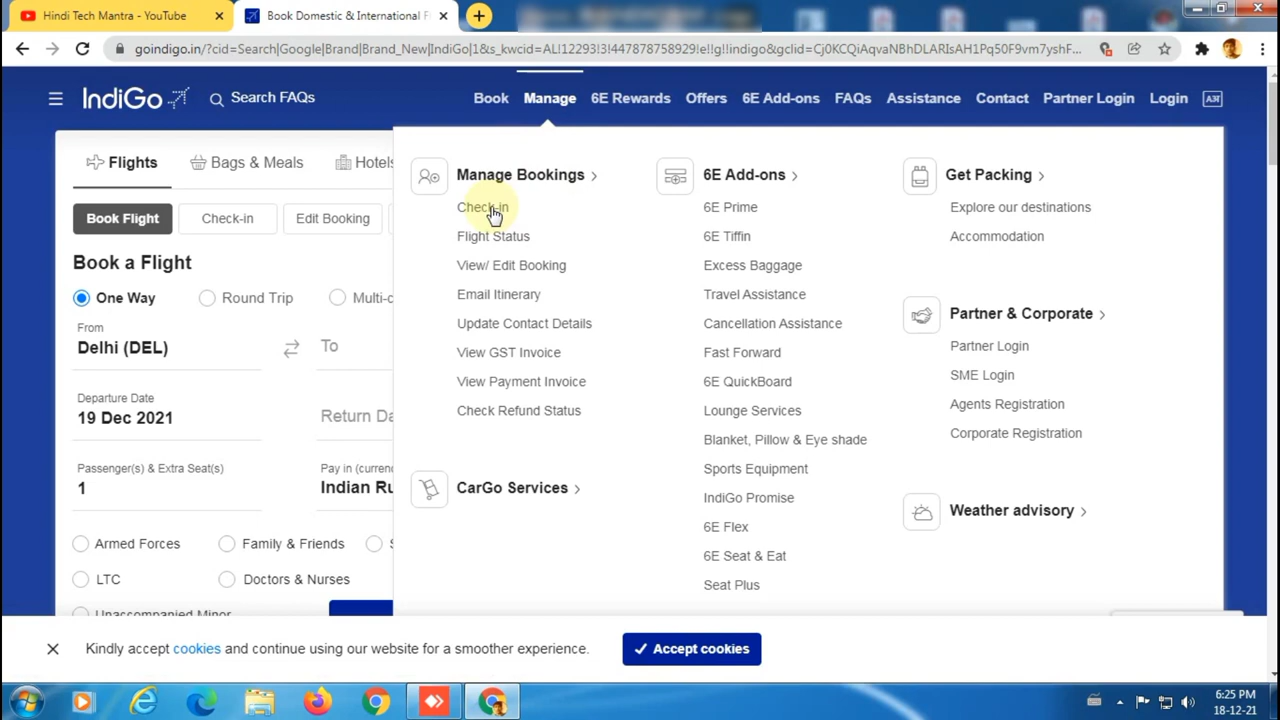 Hindi Tech Mantra - YouTube
Book Domestic & International F
goindigo.in/?cid=Search|Google|Brand|Brand_New|IndiGo|1&s_kwcid=AL!12293!3!447878758929!e!!g!!indigo&gclid=Cj0KCQiAqvaNBhDLARIsAH1Pq50F9vm7yshF...
IndiGo Search FAQs Book Manage 6E Rewards Offers 6E Add-ons FAQs Assistance Contact Partner Login Login
Flights Bags & Meals Hotels
Book Flight Check-in Edit Booking
Book a Flight
One Way Round Trip Multi-c
From
Delhi (DEL) To
Departure Date
19 Dec 2021 Return Da
Passenger(s) & Extra Seat(s) Pay in (curren
1 Indian Ru
Armed Forces Family & Friends S
LTC Doctors & Nurses
Unaccompanied Minor
Manage Bookings >
Check-in
Flight Status
View/ Edit Booking
Email Itinerary
Update Contact Details
View GST Invoice
View Payment Invoice
Check Refund Status
CarGo Services >
6E Add-ons >
6E Prime
6E Tiffin
Excess Baggage
Travel Assistance
Cancellation Assistance
Fast Forward
6E QuickBoard
Lounge Services
Blanket, Pillow & Eye shade
Sports Equipment
IndiGo Promise
6E Flex
6E Seat & Eat
Seat Plus
Get Packing >
Explore our destinations
Accommodation
Partner & Corporate >
Partner Login
SME Login
Agents Registration
Corporate Registration
Weather advisory >
Kindly accept cookies and continue using our website for a smoother experience. Accept cookies
6:25 PM
18-12-21